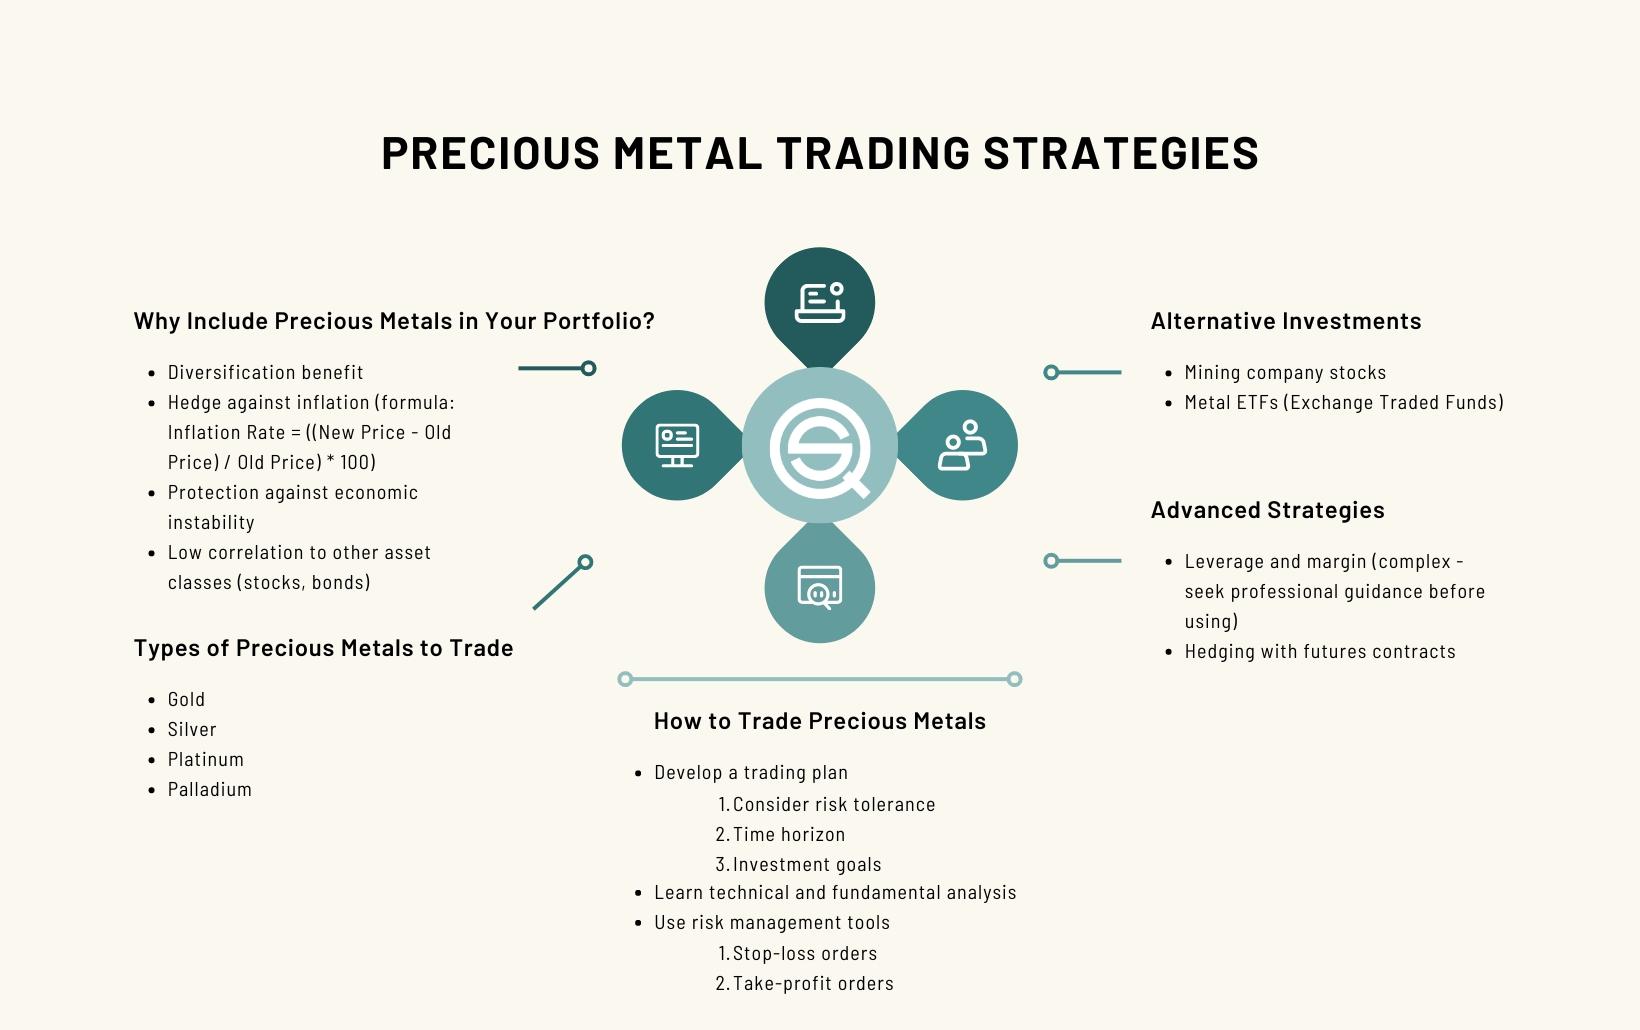 PRECIOUS METAL TRADING STRATEGIES
Why Include Precious Metals in Your Portfolio?
• Diversification benefit
• Hedge against inflation (formula:
Inflation Rate = ((New Price - Old
Price) / Old Price) * 100)
• Protection against economic
instability
• Low correlation to other asset
classes (stocks, bonds)
Types of Precious Metals to Trade
• Gold
• Silver
• Platinum
• Palladium
How to Trade Precious Metals
• Develop a trading plan
1. Consider risk tolerance
2. Time horizon
3. Investment goals
• Learn technical and fundamental analysis
• Use risk management tools
1. Stop-loss orders
2. Take-profit orders
Alternative Investments
• Mining company stocks
• Metal ETFs (Exchange Traded Funds)
Advanced Strategies
• Leverage and margin (complex -
seek professional guidance before
using)
• Hedging with futures contracts